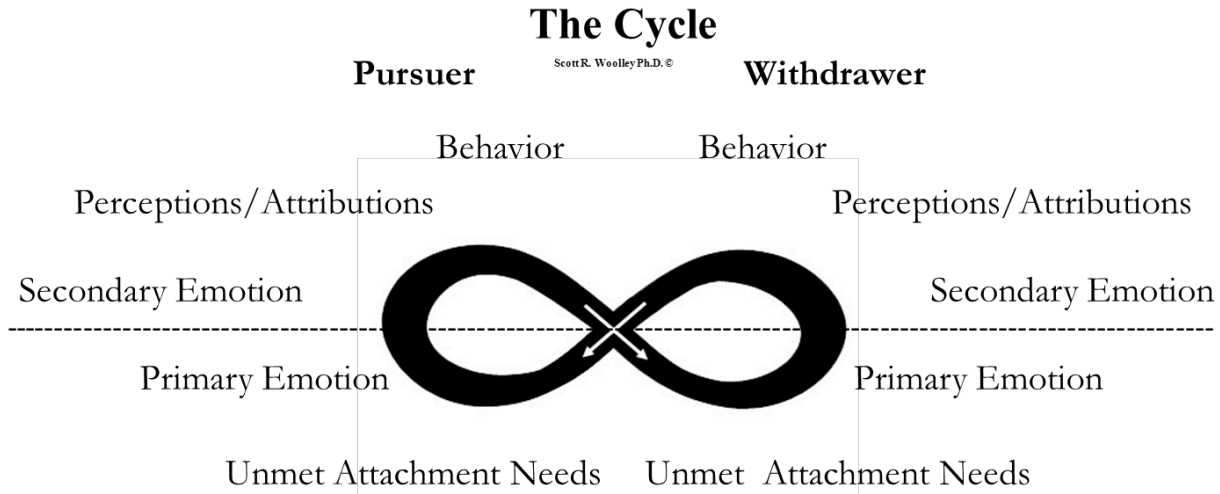 The Cycle
Scott R. Woolley Ph.D. ©
Pursuer Withdrawer
Behavior Behavior
Perceptions/Attributions Perceptions/Attributions
Secondary Emotion Secondary Emotion
Primary Emotion Primary Emotion
Unmet Attachment Needs Unmet Attachment Needs